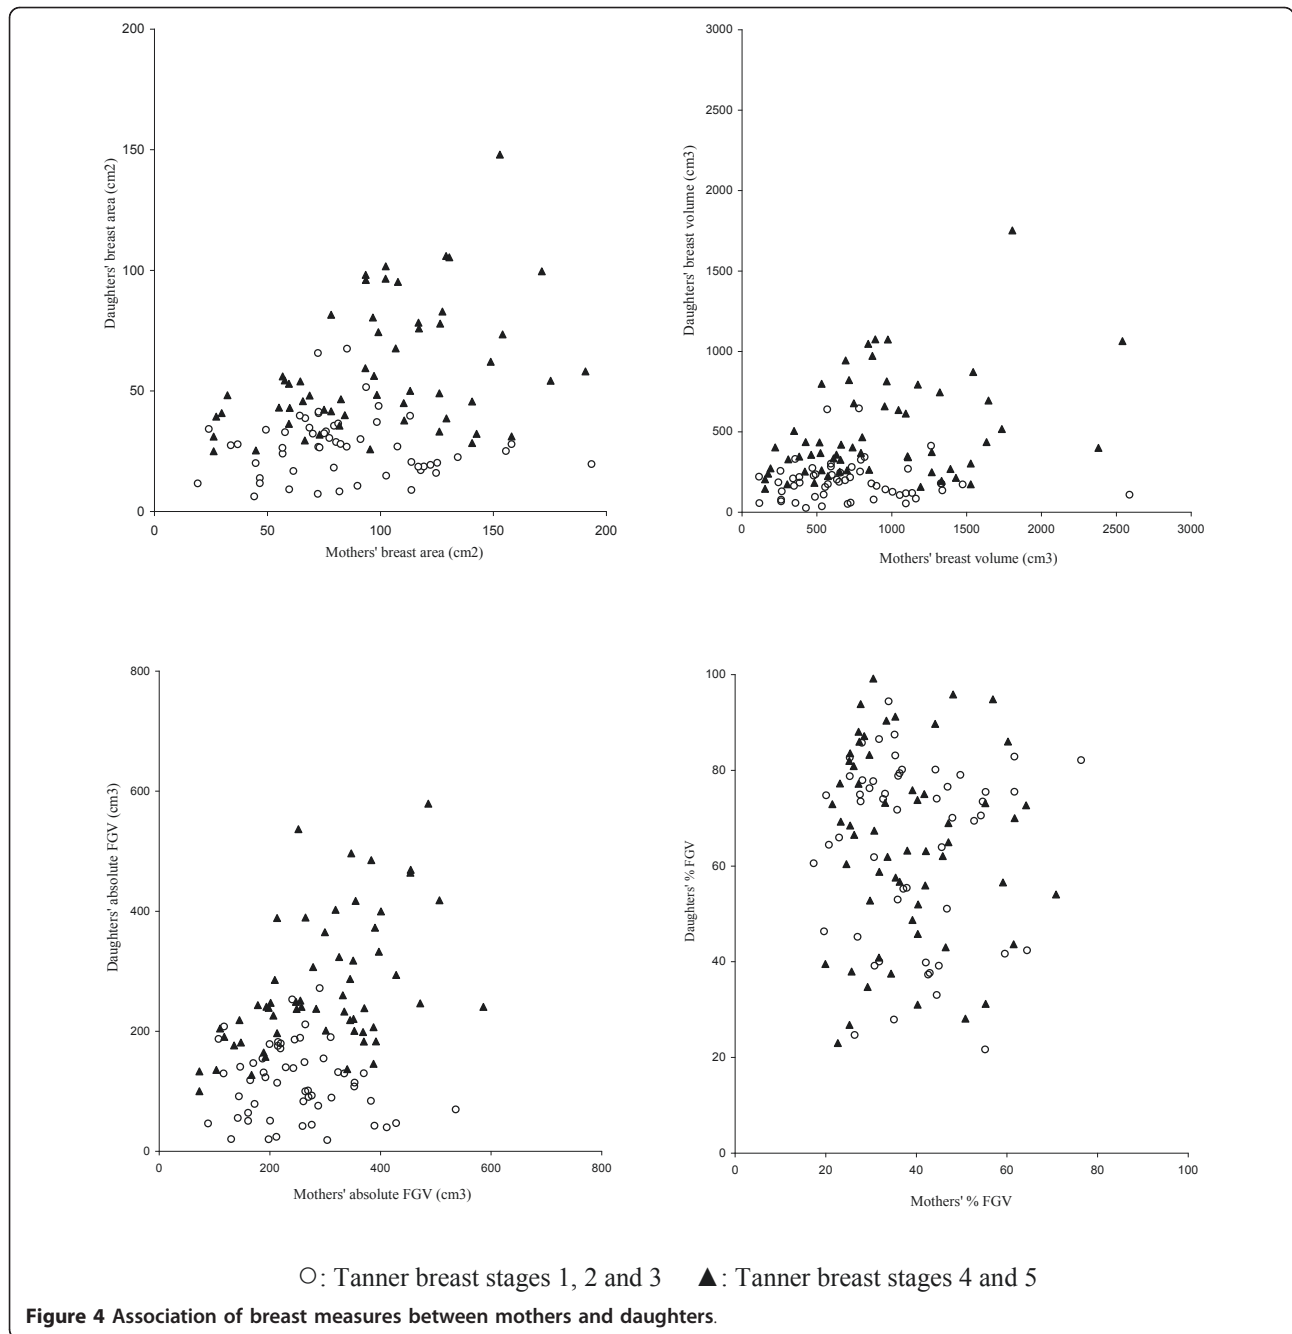 200
150
100
50
0
0 50 100 150 200
Daughters' breast area (cm2)
Mothers' breast area (cm2)
3000
2500
2000
1500
1000
500
0
0 500 1000 1500 2000 2500 3000
Daughters' breast volume (cm3)
Mothers' breast volume (cm3)
800
600
400
200
0
0 200 400 600 800
Daughters' absolute FGV (cm3)
Mothers' absolute FGV (cm3)
100
80
60
40
20
0
0 20 40 60 80 100
Daughters' % FGV
Mothers' % FGV
○: Tanner breast stages 1, 2 and 3 ▲: Tanner breast stages 4 and 5
Figure 4 Association of breast measures between mothers and daughters.